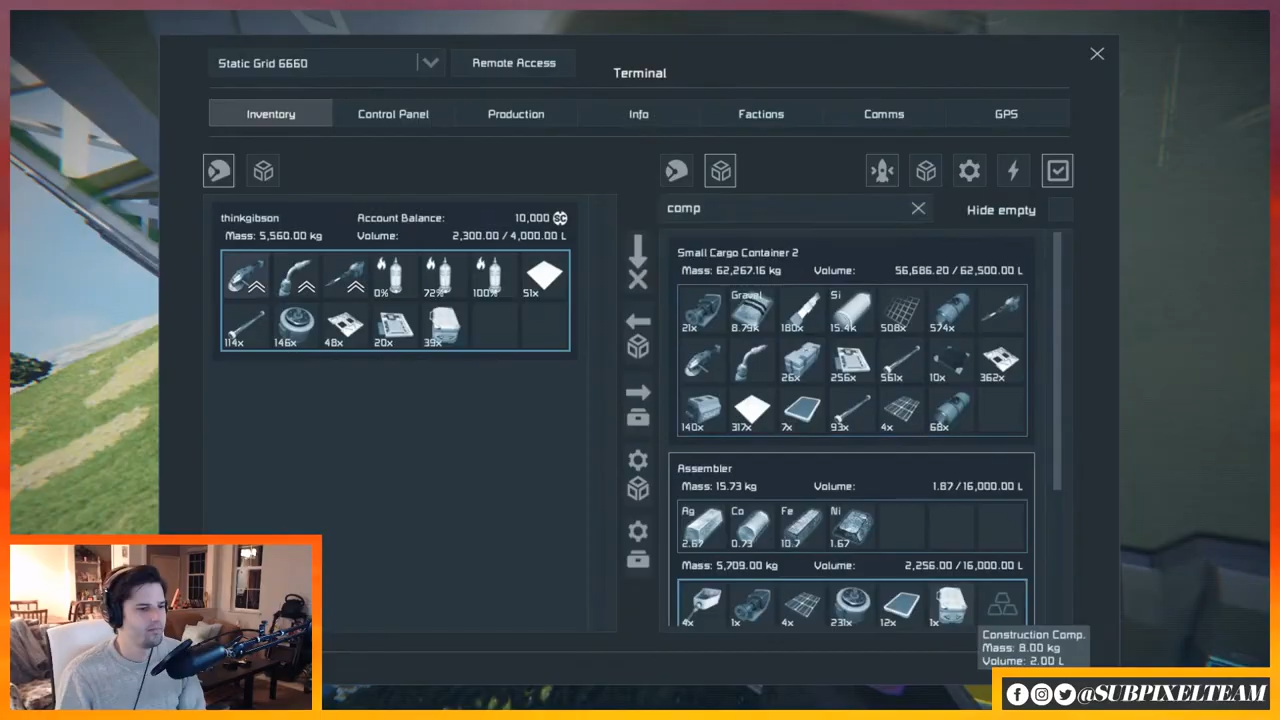 Static Grid 6660
Remote Access
Terminal
Inventory
Control Panel
Production
Info
Factions
Comms
GPS
comp
Hide empty
thinkgibson
Account Balance: 10,000 SC
Mass: 5,560.00 kg
Volume: 2,300.00 / 4,000.00 L
0%
72%
100%
51x
114x
146x
48x
20x
39x
Small Cargo Container 2
Mass: 62,267.16 kg
Volume: 56,686.20 / 62,500.00 L
Gravel
Si
21x
8.79k
180x
15.4k
508x
574x
26x
256x
561x
10x
362x
140x
317x
7x
93x
4x
68x
Assembler
Mass: 15.73 kg
Volume: 1.87/16,000.00 L
Ag
Co
Fe
Ni
2.67
0.73
10.7
1.67
Mass: 5,709.00 kg
Volume: 2,256.00 / 16,000.00 L
4x
1x
4x
231x
12x
1x
Construction Comp.
Mass: 8.00 kg
Volume: 2.00 L
@SUBPIXELTEAM